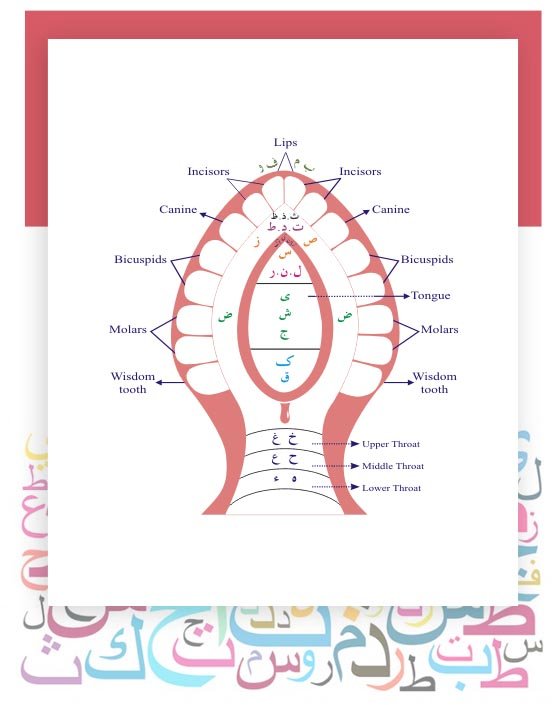 Lips
ف و م ب
Incisors Incisors
Canine Canine
ث.ذ.ظ
ت.د.ط
ز س ص
Bicuspids Bicuspids
ل.ن.ر
ی Tongue
ض ش ض
ج
Molars Molars
ک
ق
Wisdom tooth Wisdom tooth
غ خ Upper Throat
ع ح Middle Throat
ء ه Lower Throat